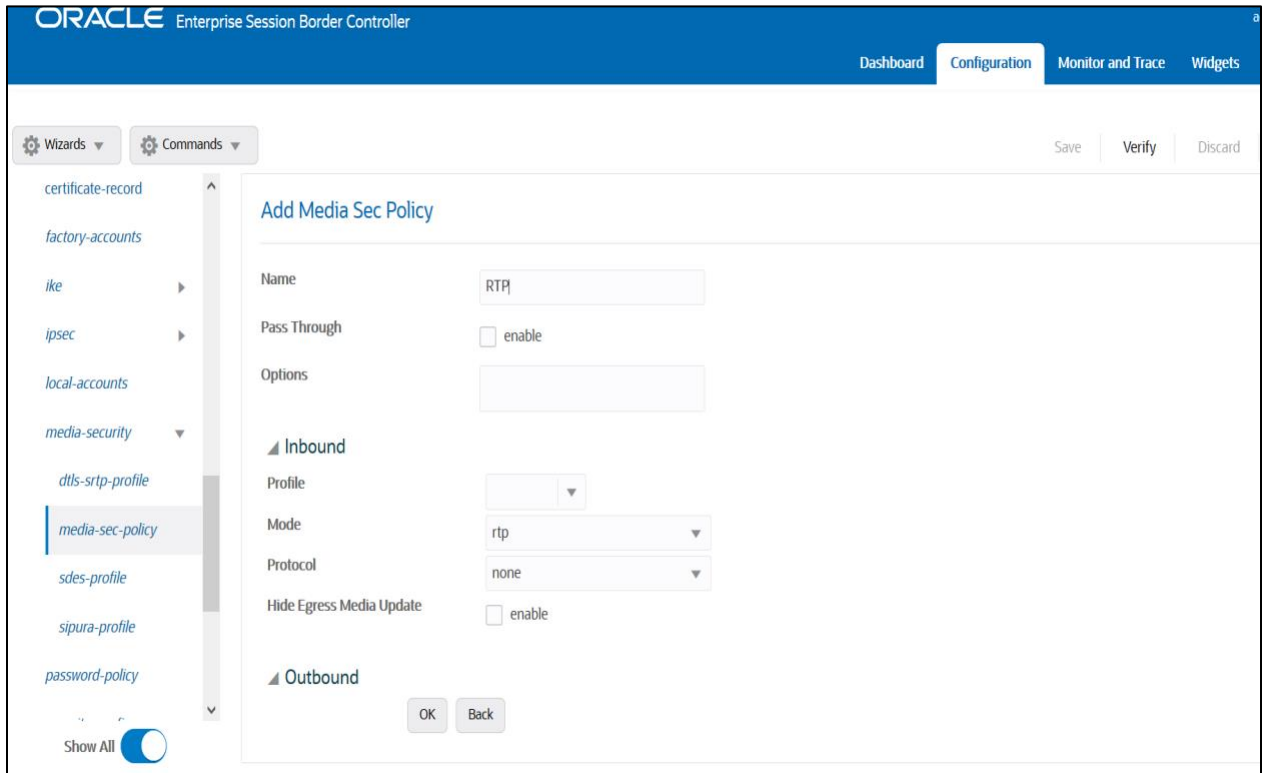 ORACLE Enterprise Session Border Controller
a
Dashboard Configuration Monitor and Trace Widgets
Wizards Commands
Save Verify Discard
certificate-record
factory-accounts
ike
ipsec
local-accounts
media-security
dtls-srtp-profile
media-sec-policy
sdes-profile
sipura-profile
password-policy
Show All
Add Media Sec Policy
Name RTP
Pass Through enable
Options
Inbound
Profile
Mode rtp
Protocol none
Hide Egress Media Update enable
Outbound
OK Back